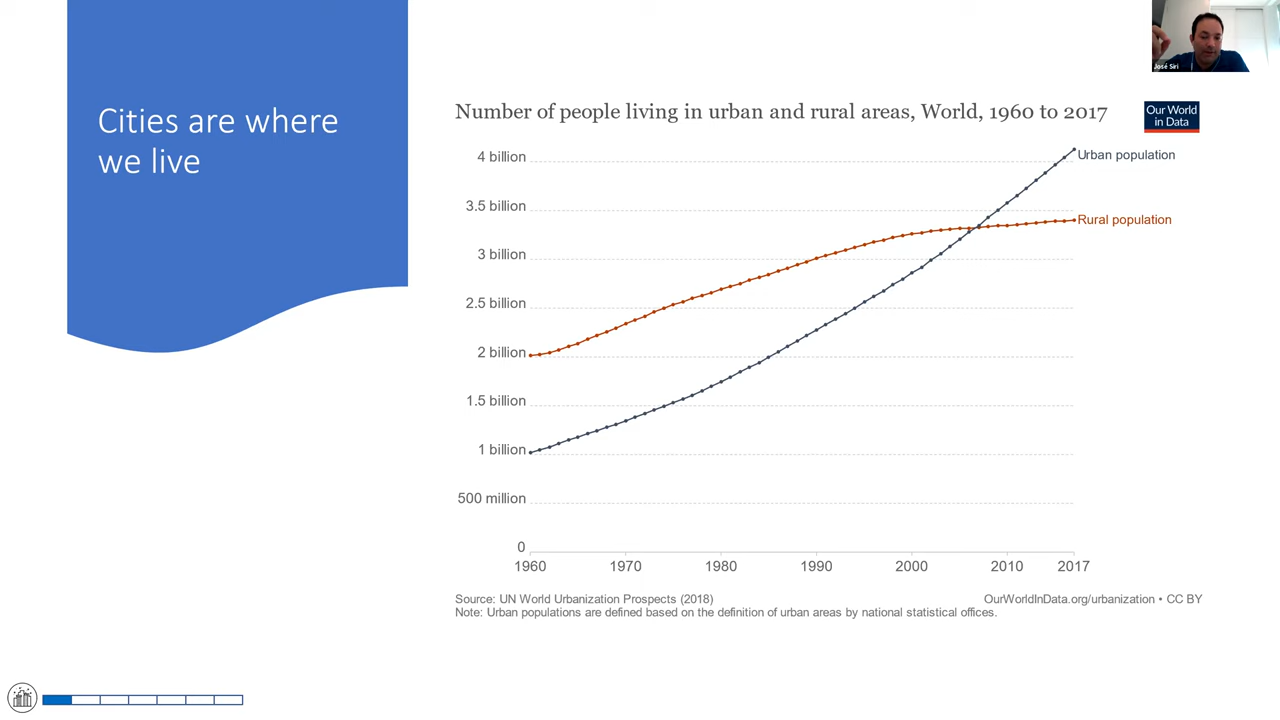 Cities are where
we live
José Siri
Number of people living in urban and rural areas, World, 1960 to 2017
Our World
in Data
4 billion
3.5 billion
3 billion
2.5 billion
2 billion
1.5 billion
1 billion
500 million
0
Urban population
Rural population
1960 1970 1980 1990 2000 2010 2017
Source: UN World Urbanization Prospects (2018)
OurWorldInData.org/urbanization • CC BY
Note: Urban populations are defined based on the definition of urban areas by national statistical offices.